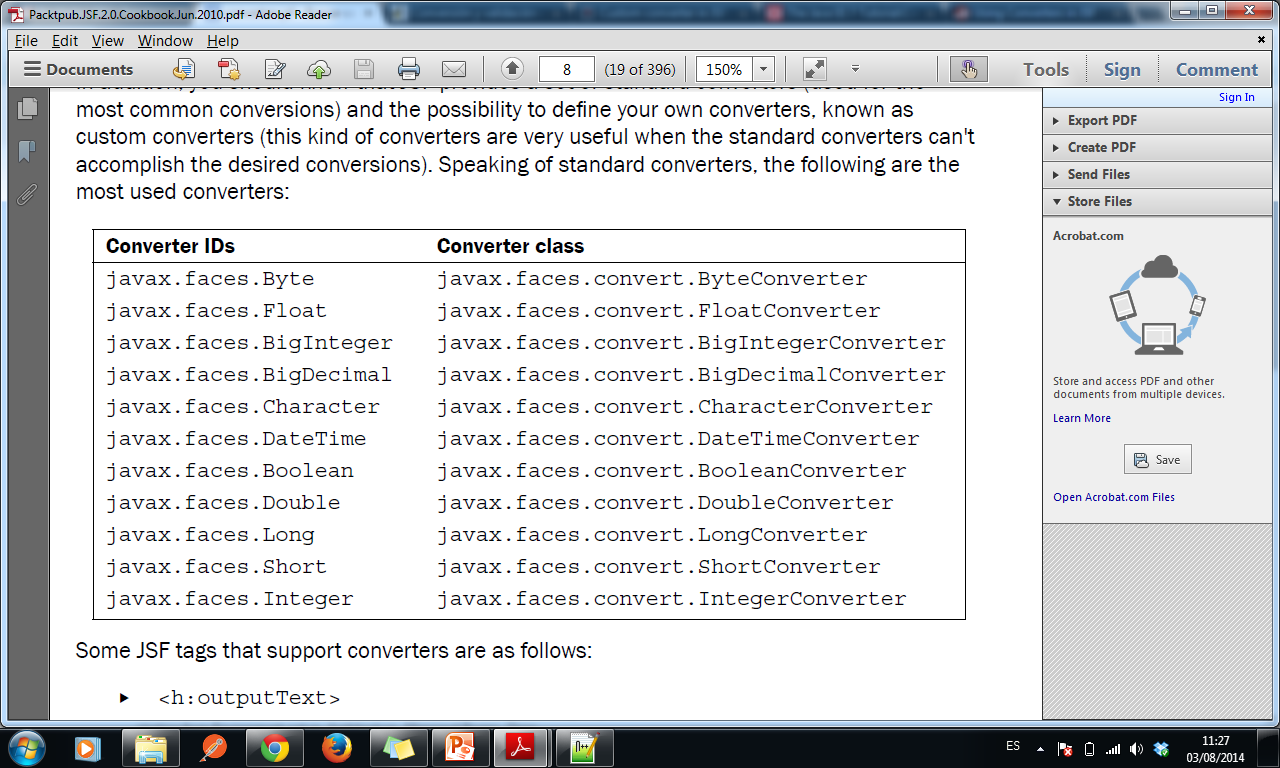 Packtpub.JSF.2.0.Cookbook.Jun.2010.pdf - Adobe Reader
File Edit View Window Help
Documents 8 (19 of 396) 150% Tools Sign Comment
Sign In
most common conversions) and the possibility to define your own converters, known as
custom converters (this kind of converters are very useful when the standard converters can't
accomplish the desired conversions). Speaking of standard converters, the following are the
most used converters:
Converter IDs Converter class
javax.faces.Byte javax.faces.convert.ByteConverter
javax.faces.Float javax.faces.convert.FloatConverter
javax.faces.BigInteger javax.faces.convert.BigIntegerConverter
javax.faces.BigDecimal javax.faces.convert.BigDecimalConverter
javax.faces.Character javax.faces.convert.CharacterConverter
javax.faces.DateTime javax.faces.convert.DateTimeConverter
javax.faces.Boolean javax.faces.convert.BooleanConverter
javax.faces.Double javax.faces.convert.DoubleConverter
javax.faces.Long javax.faces.convert.LongConverter
javax.faces.Short javax.faces.convert.ShortConverter
javax.faces.Integer javax.faces.convert.IntegerConverter
Some JSF tags that support converters are as follows:
<h:outputText>
Export PDF
Create PDF
Send Files
Store Files
Acrobat.com
Store and access PDF and other
documents from multiple devices.
Learn More
Save
Open Acrobat.com Files
ES
11:27
03/08/2014